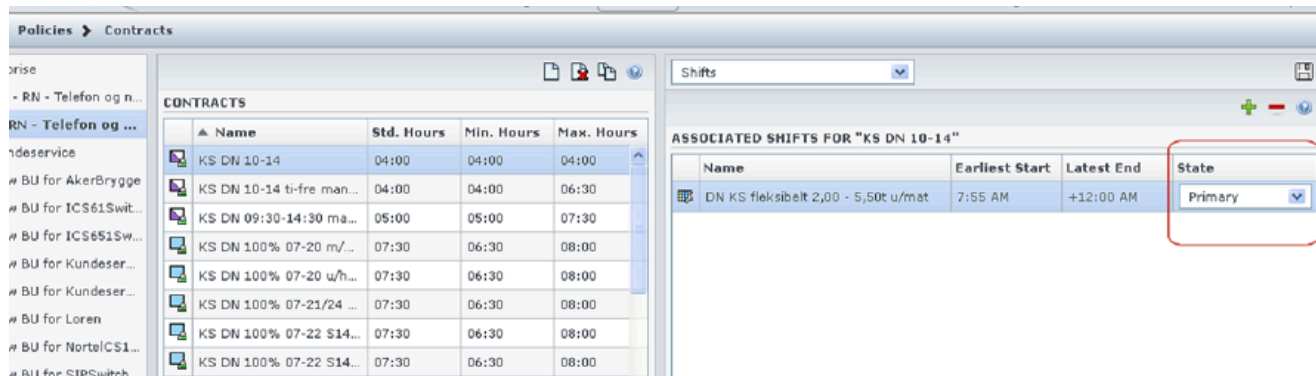 Policies > Contracts
prise
- RN - Telefon og n...
RN - Telefon og ...
ndeservice
BU for AkerBrygge
BU for ICS61Swit...
BU for ICS651Sw...
BU for Kundeser...
BU for Kundeser...
BU for Loren
BU for NortelCS1...
BU for SIPSwitch
CONTRACTS
Name Std. Hours Min. Hours Max. Hours
KS DN 10-14 04:00 04:00 04:00
KS DN 10-14 ti-fre man... 04:00 04:00 06:30
KS DN 09:30-14:30 ma... 05:00 05:00 07:30
KS DN 100% 07-20 m/... 07:30 06:30 08:00
KS DN 100% 07-20 u/h... 07:30 06:30 08:00
KS DN 100% 07-21/24 ... 07:30 06:30 08:00
KS DN 100% 07-22 S14... 07:30 06:30 08:00
KS DN 100% 07-22 S14... 07:30 06:30 08:00
Shifts
ASSOCIATED SHIFTS FOR "KS DN 10-14"
Name Earliest Start Latest End State
DN KS fleksibelt 2,00 - 5,50t u/mat 7:55 AM +12:00 AM Primary